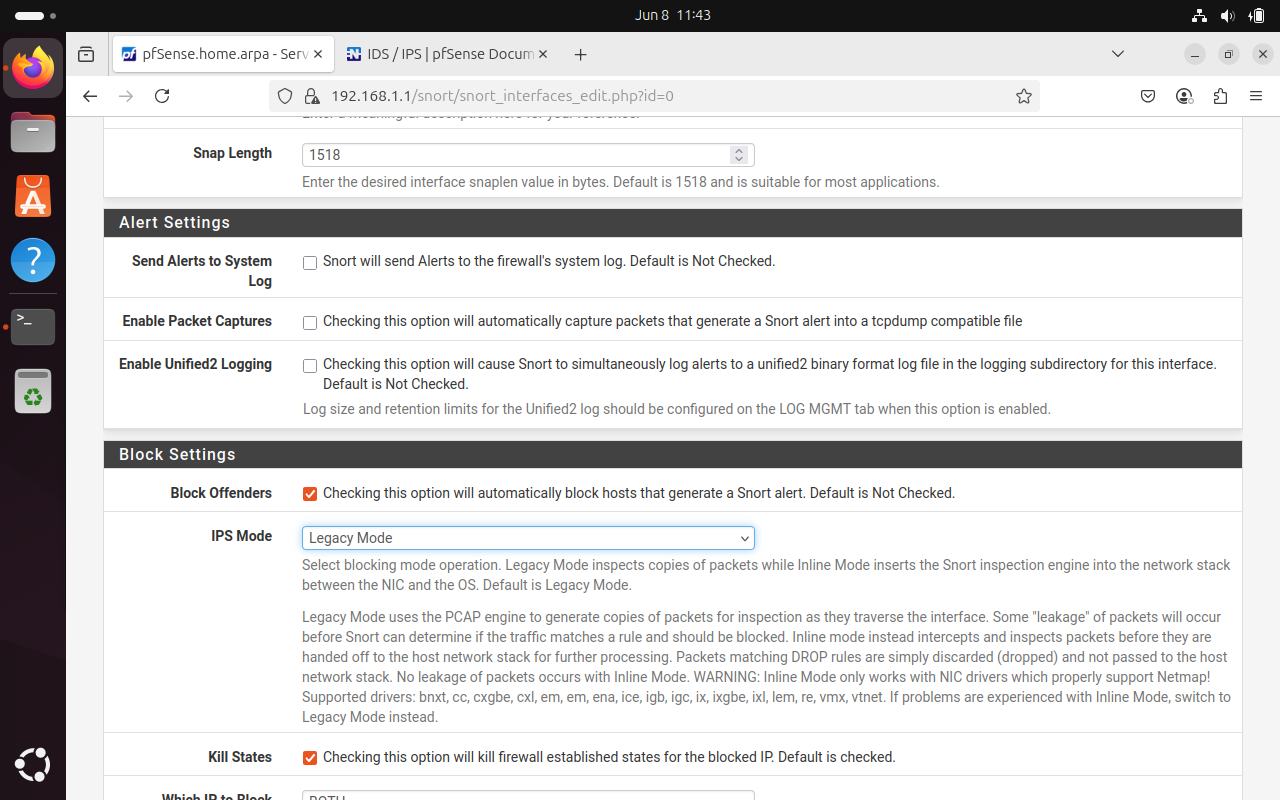 Jun 8 11:43
pfSense.home.arpa - Serv
IDS / IPS | pfSense Docum
192.168.1.1/snort/snort_interfaces_edit.php?id=0
Enter a meaningful description here for your reference.
Snap Length
1518
Enter the desired interface snaplen value in bytes. Default is 1518 and is suitable for most applications.
Alert Settings
Send Alerts to System
Log
Snort will send Alerts to the firewall's system log. Default is Not Checked.
Enable Packet Captures
Checking this option will automatically capture packets that generate a Snort alert into a tcpdump compatible file
Enable Unified2 Logging
Checking this option will cause Snort to simultaneously log alerts to a unified2 binary format log file in the logging subdirectory for this interface.
Default is Not Checked.
Log size and retention limits for the Unified2 log should be configured on the LOG MGMT tab when this option is enabled.
Block Settings
Block Offenders
Checking this option will automatically block hosts that generate a Snort alert. Default is Not Checked.
IPS Mode
Legacy Mode
Select blocking mode operation. Legacy Mode inspects copies of packets while Inline Mode inserts the Snort inspection engine into the network stack
between the NIC and the OS. Default is Legacy Mode.
Legacy Mode uses the PCAP engine to generate copies of packets for inspection as they traverse the interface. Some "leakage" of packets will occur
before Snort can determine if the traffic matches a rule and should be blocked. Inline mode instead intercepts and inspects packets before they are
handed off to the host network stack for further processing. Packets matching DROP rules are simply discarded (dropped) and not passed to the host
network stack. No leakage of packets occurs with Inline Mode. WARNING: Inline Mode only works with NIC drivers which properly support Netmap!
Supported drivers: bnxt, cc, cxgbe, cxl, em, em, ena, ice, igb, igc, ix, ixgbe, ixl, lem, re, vmx, vtnet. If problems are experienced with Inline Mode, switch to
Legacy Mode instead.
Kill States
Checking this option will kill firewall established states for the blocked IP. Default is checked.
Which IP to Block
BOTH